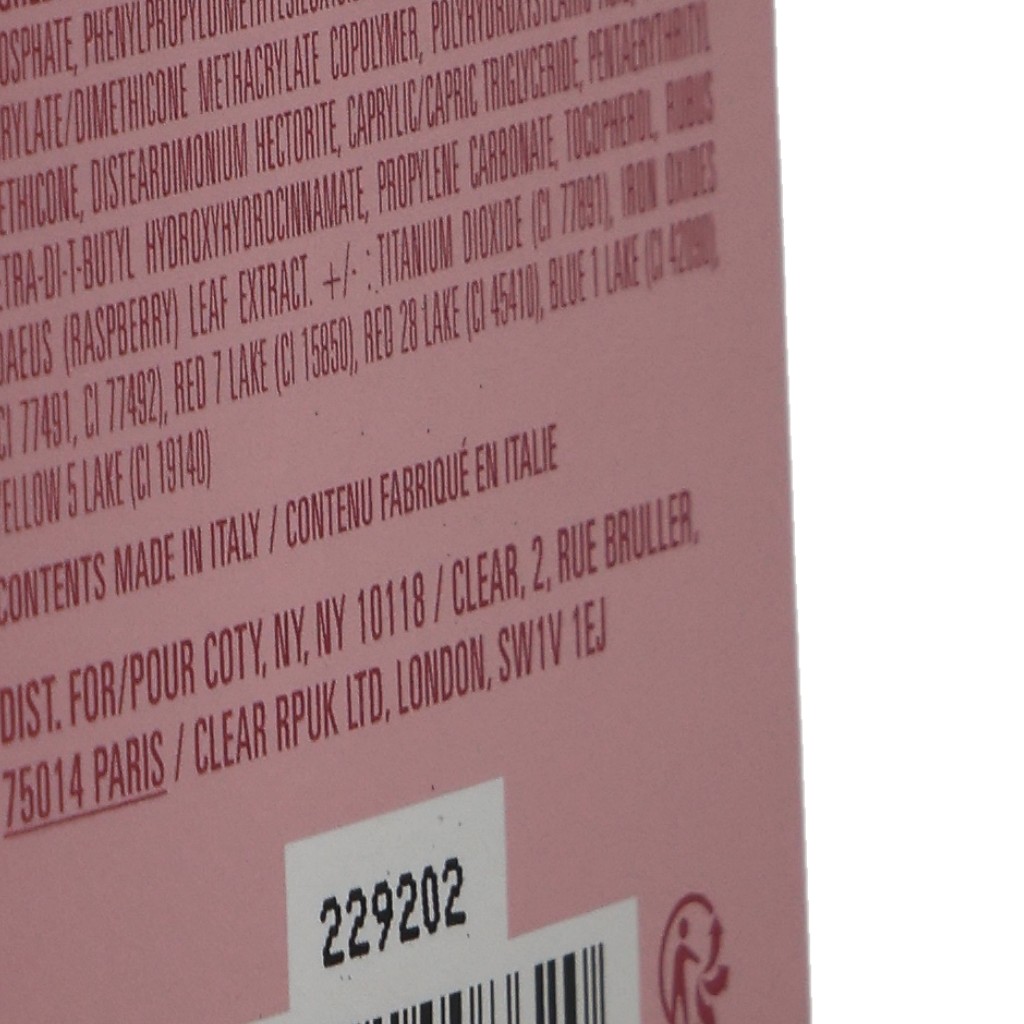 OSPHATE, PHENYLPROPYLDIMETHYLSILOXY
RYLATE/DIMETHICONE METHACRYLATE COPOLYMER, POLYHYDROXYSTEARIC ACID,
ETHICONE, DISTEARDIMONIUM HECTORITE, CAPRYLIC/CAPRIC TRIGLYCERIDE, PENTAERYTHRITYL
ETRA-DI-T-BUTYL HYDROXYHYDROCINNAMATE, PROPYLENE CARBONATE, TOCOPHEROL, RUBUS
DAEUS (RASPBERRY) LEAF EXTRACT. +/- : TITANIUM DIOXIDE (CI 77891), IRON OXIDES
CI 77491, CI 77492), RED 7 LAKE (CI 15850), RED 28 LAKE (CI 45410), BLUE 1 LAKE (CI 42090),
ELLOW 5 LAKE (CI 19140)
CONTENTS MADE IN ITALY / CONTENU FABRIQUÉ EN ITALIE
DIST. FOR/POUR COTY, NY, NY 10118 / CLEAR, 2, RUE BRULLER,
75014 PARIS / CLEAR RPUK LTD, LONDON, SW1V 1EJ
229202